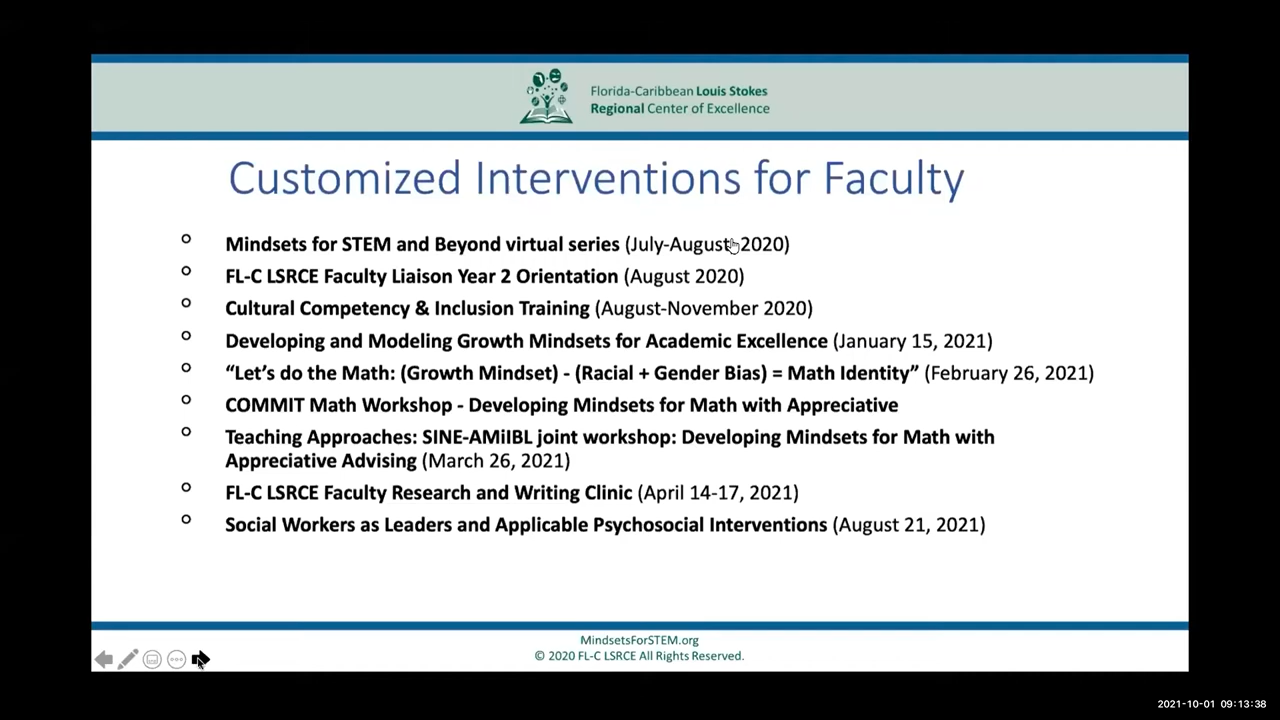 Florida-Caribbean Louis Stokes
Regional Center of Excellence
Customized Interventions for Faculty
Mindsets for STEM and Beyond virtual series (July-August 2020)
FL-C LSRCE Faculty Liaison Year 2 Orientation (August 2020)
Cultural Competency & Inclusion Training (August-November 2020)
Developing and Modeling Growth Mindsets for Academic Excellence (January 15, 2021)
“Let’s do the Math: (Growth Mindset) - (Racial + Gender Bias) = Math Identity” (February 26, 2021)
COMMIT Math Workshop - Developing Mindsets for Math with Appreciative
Teaching Approaches: SINE-AMiIBL joint workshop: Developing Mindsets for Math with
Appreciative Advising (March 26, 2021)
FL-C LSRCE Faculty Research and Writing Clinic (April 14-17, 2021)
Social Workers as Leaders and Applicable Psychosocial Interventions (August 21, 2021)
MindsetsForSTEM.org
© 2020 FL-C LSRCE All Rights Reserved.
2021-10-01 09:13:38